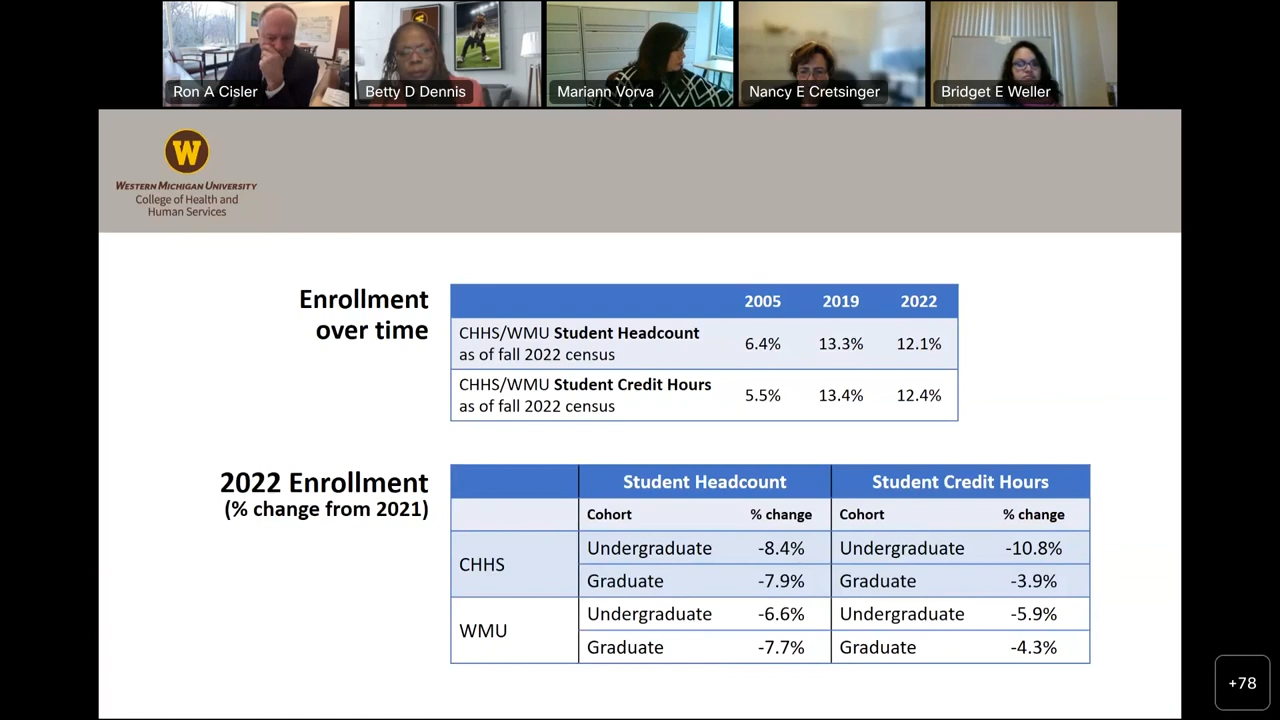 Ron A Cisler
Betty D Dennis
Mariann Vorva
Nancy E Cretsinger
Bridget E Weller
W
WESTERN MICHIGAN UNIVERSITY
College of Health and
Human Services
Enrollment
over time
2005 2019 2022
CHHS/WMU Student Headcount
as of fall 2022 census
6.4% 13.3% 12.1%
CHHS/WMU Student Credit Hours
as of fall 2022 census
5.5% 13.4% 12.4%
2022 Enrollment
(% change from 2021)
Student Headcount Student Credit Hours
Cohort % change Cohort % change
CHHS
Undergraduate -8.4% Undergraduate -10.8%
Graduate -7.9% Graduate -3.9%
WMU
Undergraduate -6.6% Undergraduate -5.9%
Graduate -7.7% Graduate -4.3%
+78